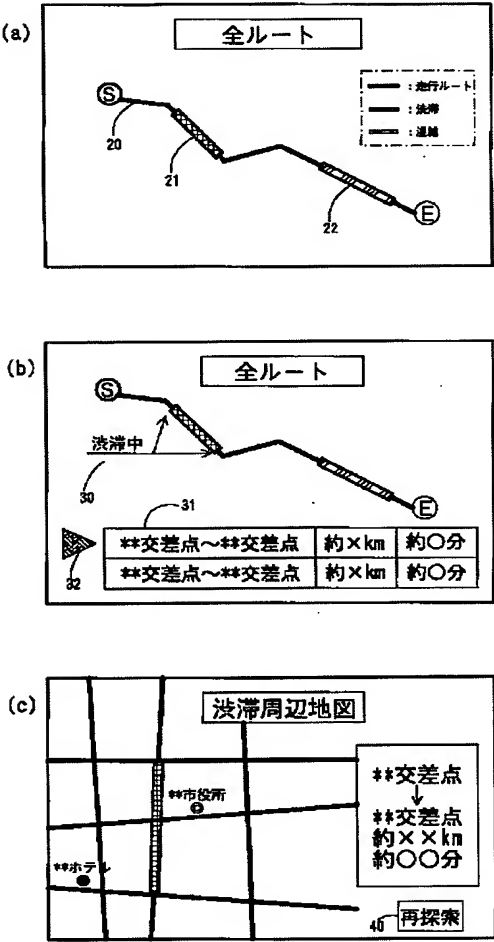 (a)
全ルート
S
：走行ルート
：渋滞
20
21
22
E
(b)
全ルート
S
渋滞中
30
E
31
32
**交差点～**交差点 約×km 約○分
**交差点～**交差点 約×km 約○分
(c)
渋滞周辺地図
**市役所
**ホテル
**交差点
↓
**交差点
約××km
約○○分
40 再探索